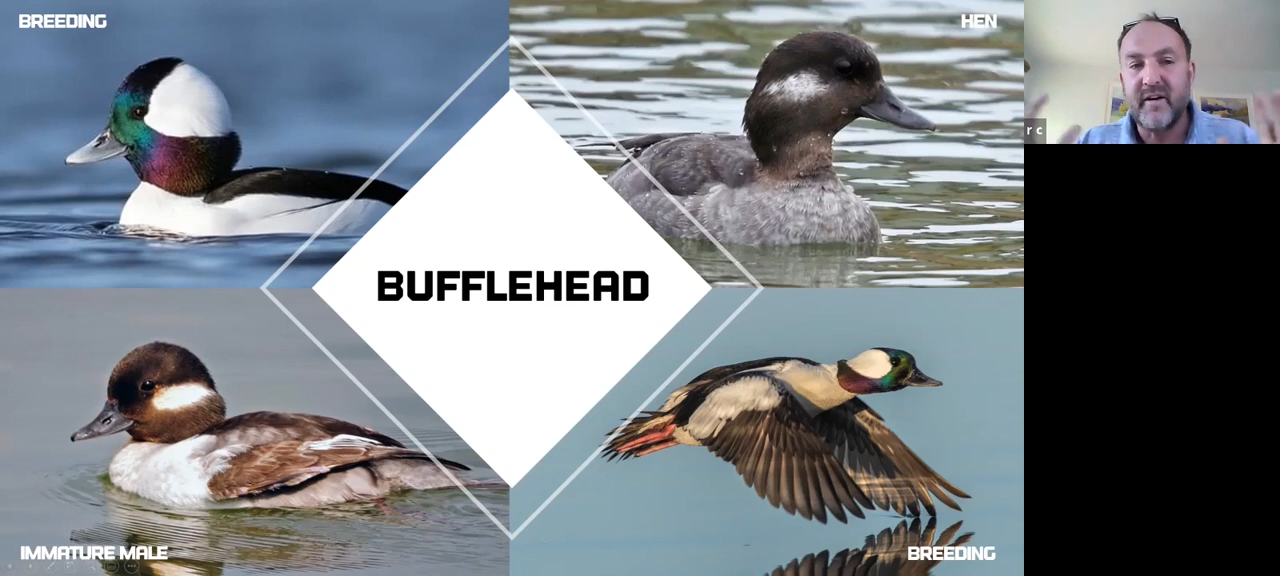 BREEDING
HEN
r c
BUFFLEHEAD
IMMATURE MALE
BREEDING